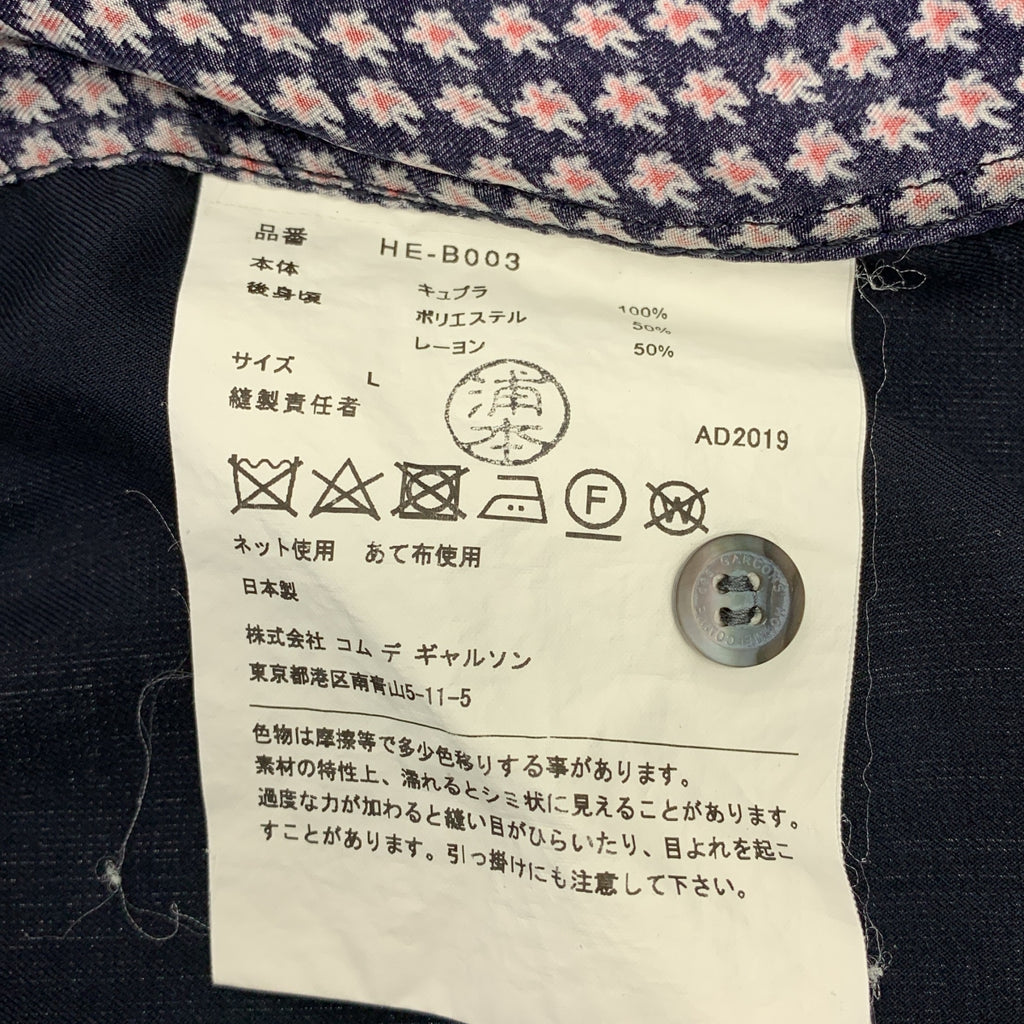 品番 HE-B003
本体 キュプラ 100%
後身頃 ポリエステル 50%
レーヨン 50%
サイズ L
縫製責任者 浦本
AD2019
F W
ネット使用 あて布使用
日本製
GARCONS
株式会社 コム デ ギャルソン
東京都港区南青山5-11-5
色物は摩擦等で多少色移りする事があります。
素材の特性上、濡れるとシミ状に見えることがあります。
過度な力が加わると縫い目がひらいたり、目よれを起こ
すことがあります。引っ掛けにも注意して下さい。